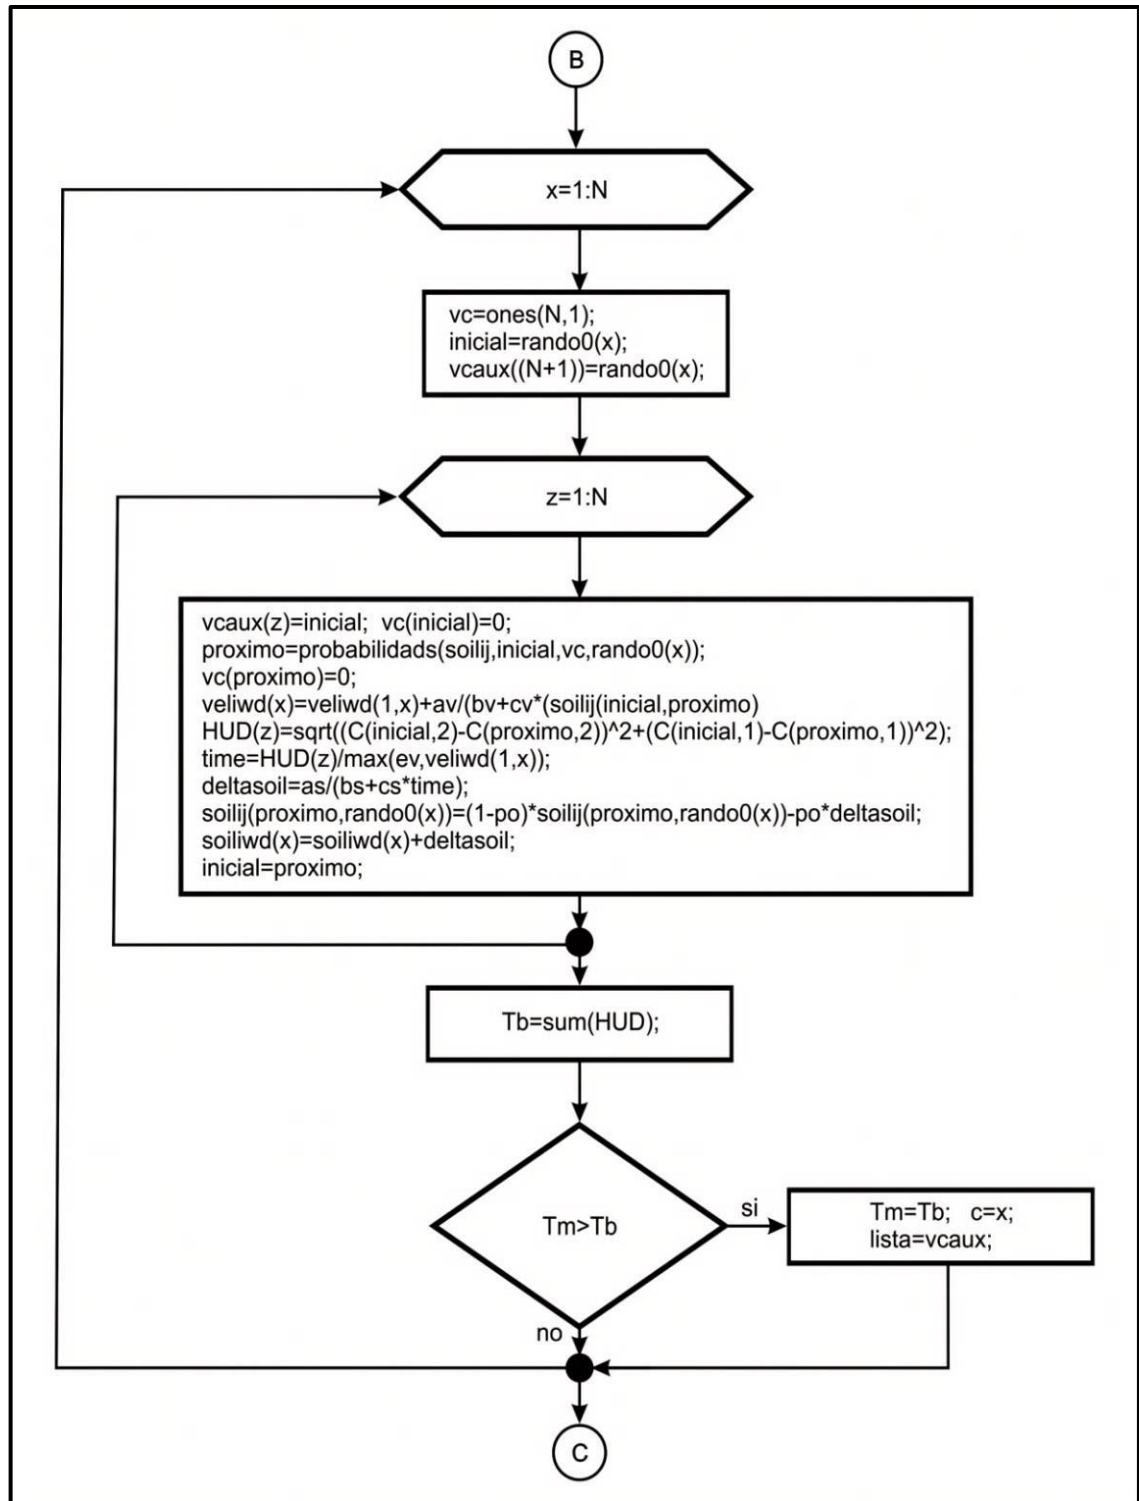 B
x=1:N
vc=ones(N,1);
inicial=rando0(x);
vcaux((N+1))=rando0(x);
z=1:N
vcaux(z)=inicial; vc(inicial)=0;
proximo=probabilidads(soilij,inicial,vc,rando0(x));
vc(proximo)=0;
veliwd(x)=veliwd(1,x)+av/(bv+cv*(soilij(inicial,proximo)
HUD(z)=sqrt((C(inicial,2)-C(proximo,2))^2+(C(inicial,1)-C(proximo,1))^2);
time=HUD(z)/max(ev,veliwd(1,x));
deltasoil=as/(bs+cs*time);
soilij(proximo,rando0(x))=(1-po)*soilij(proximo,rando0(x))-po*deltasoil;
soiliwd(x)=soiliwd(x)+deltasoil;
inicial=proximo;
Tb=sum(HUD);
Tm>Tb
si
Tm=Tb; c=x;
lista=vcaux;
no
C